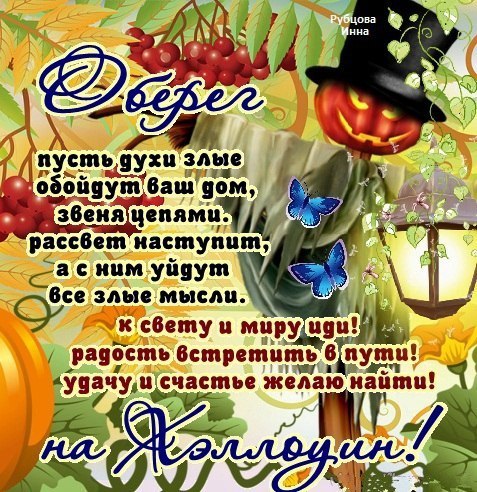 Рубцова
Инна
Оберег
пусть духи злые
обойдут ваш дом,
звеня цепями.
рассвет наступит,
а с ним уйдут
все злые мысли.
к свету и миру иди!
радость встретить в пути!
удачу и счастье желаю найти!
на Хэллоуин!